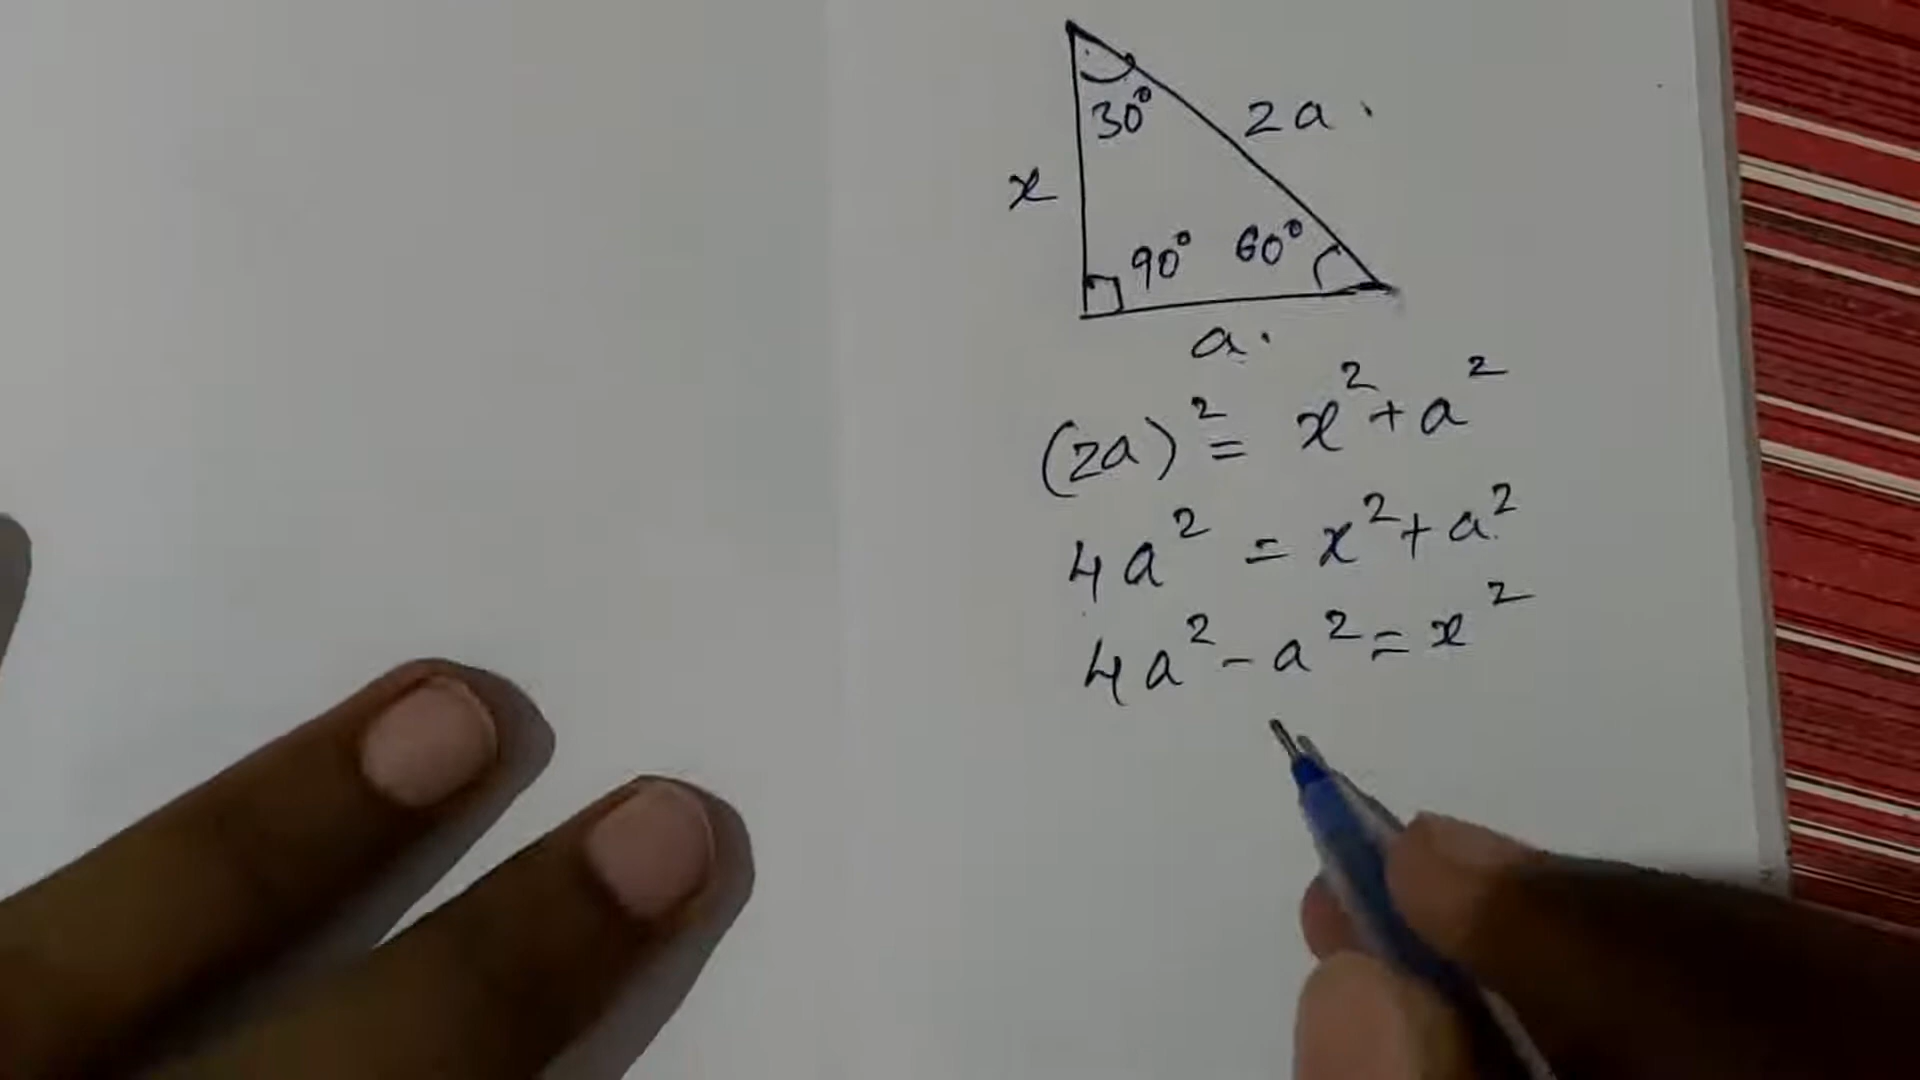 30°
2a
x
90° 60°
a
(2a)² = x² + a²
4a² = x² + a²
4a² - a² = x²